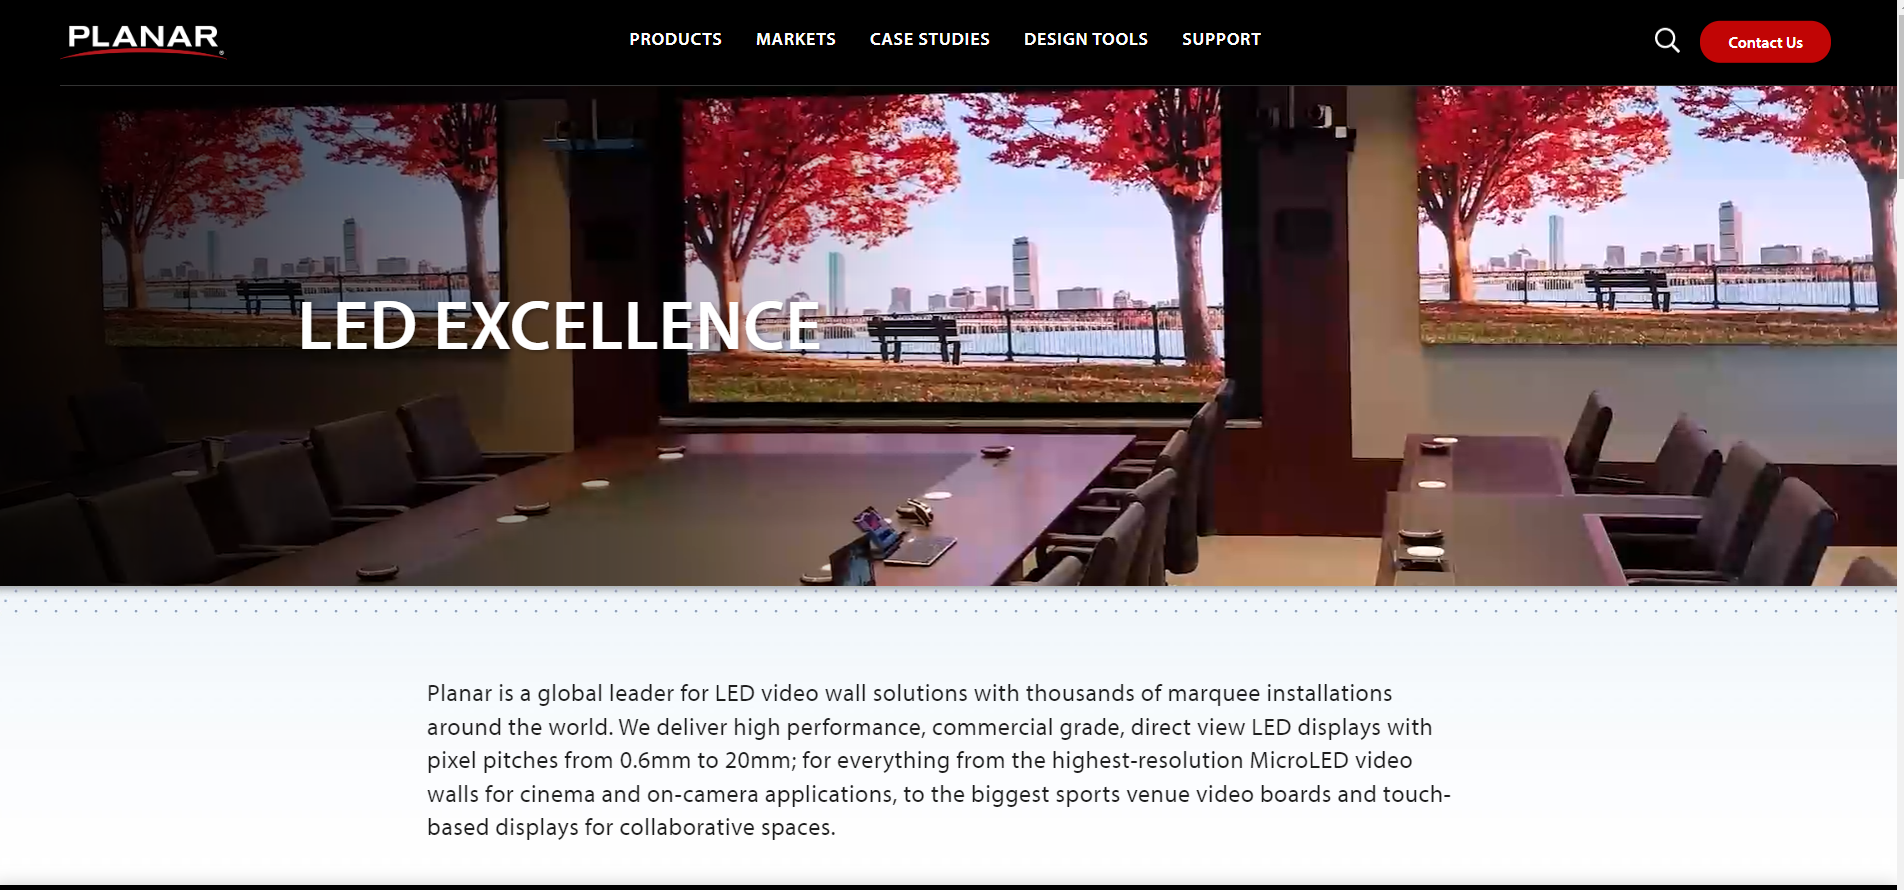 PLANAR®
PRODUCTS
MARKETS
CASE STUDIES
DESIGN TOOLS
SUPPORT
Contact Us
LED EXCELLENCE
Planar is a global leader for LED video wall solutions with thousands of marquee installations
around the world. We deliver high performance, commercial grade, direct view LED displays with
pixel pitches from 0.6mm to 20mm; for everything from the highest-resolution MicroLED video
walls for cinema and on-camera applications, to the biggest sports venue video boards and touch-
based displays for collaborative spaces.